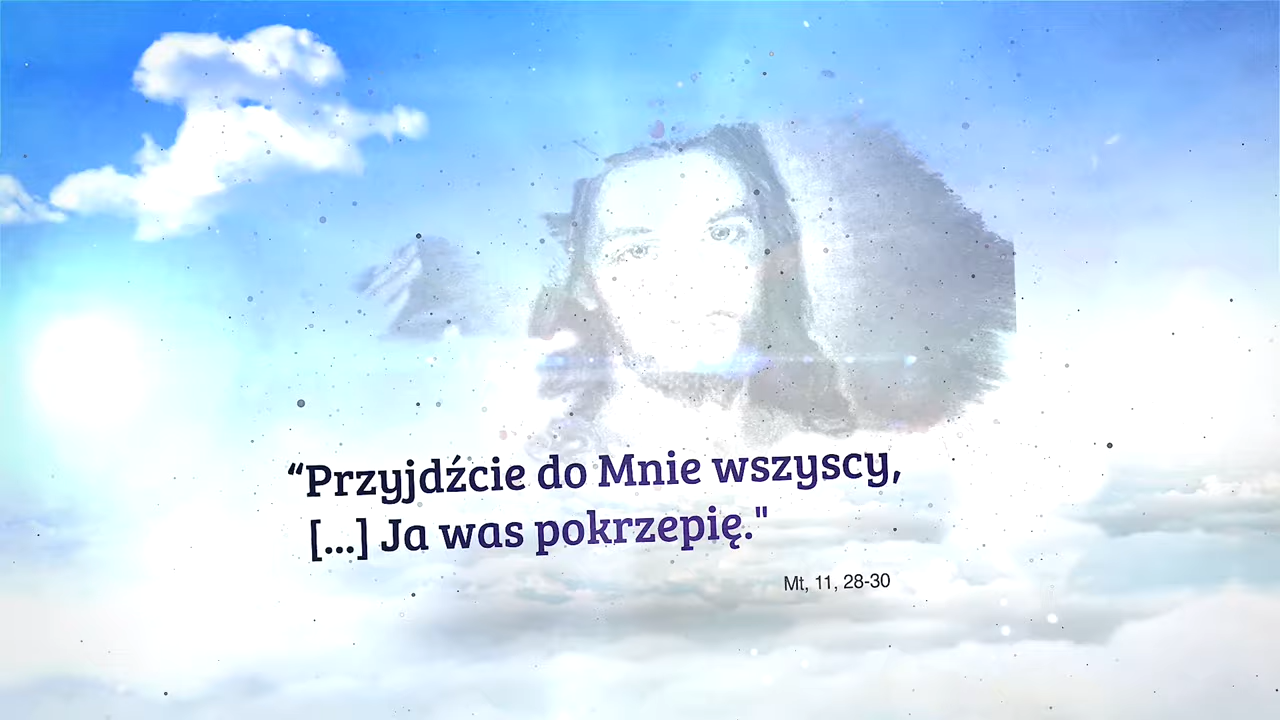 “Przyjdźcie do Mnie wszyscy,
[...] Ja was pokrzepię."
Mt, 11, 28-30